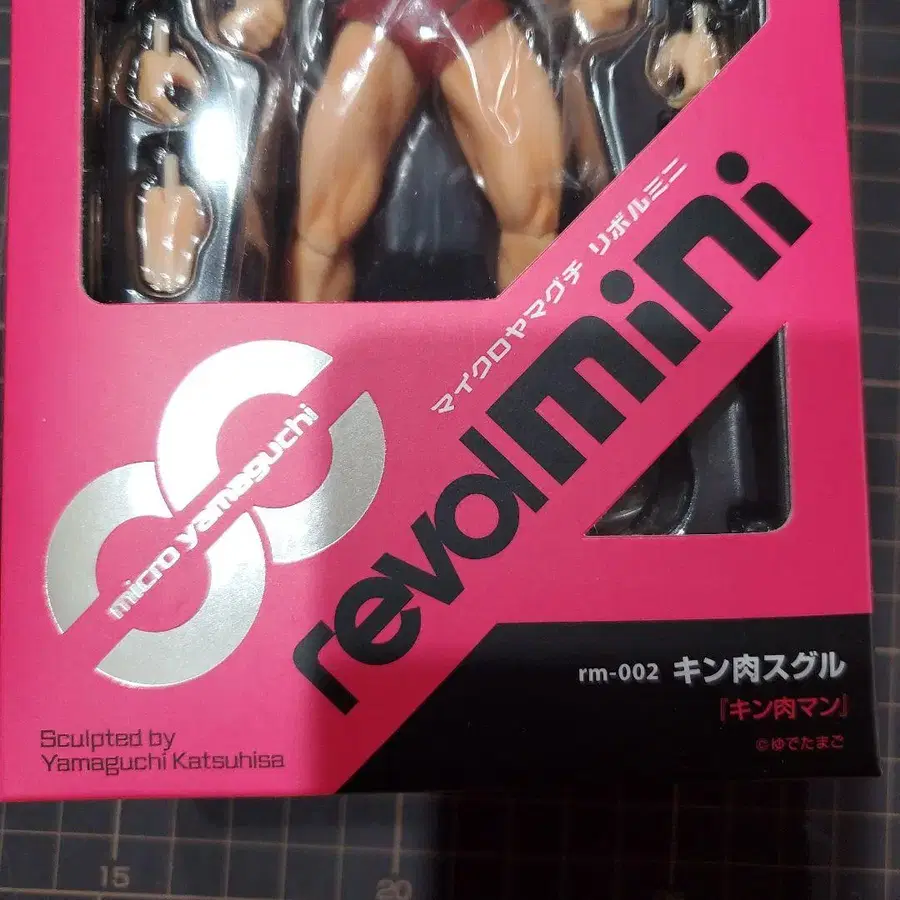 マイクロヤマグチ リボルミニ
revolmini
micro yamaguchi
rm-002 キン肉スグル
『キン肉マン』
©ゆでたまご
Sculpted by
Yamaguchi Katsuhisa
15
20